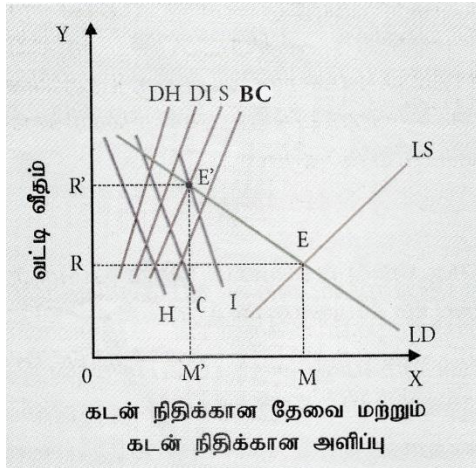 Y
DH DI S BC
LS
R' E'
வட்டி வீதம்
R E
H C I
LD
0 M' M X
கடன் நிதிக்கான தேவை மற்றும்
கடன் நிதிக்கான அளிப்பு